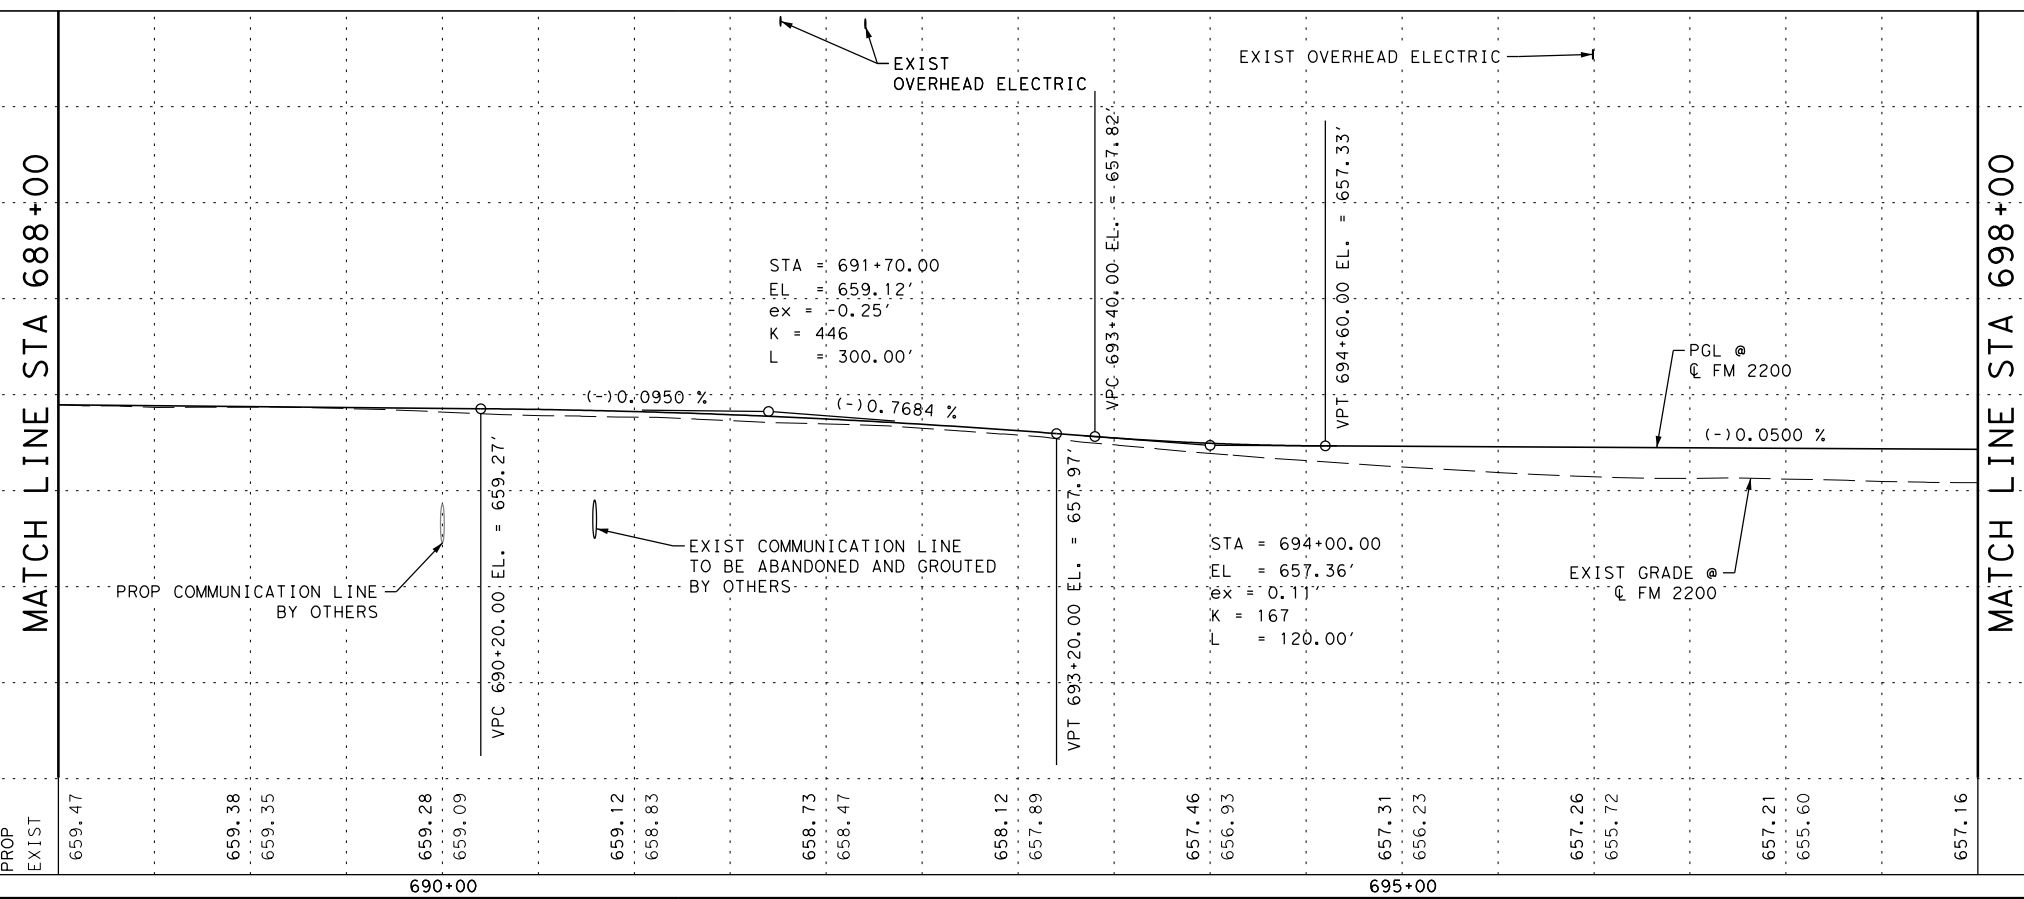 EXIST
OVERHEAD ELECTRIC
EXIST OVERHEAD ELECTRIC
MATCH LINE STA 688+00
MATCH LINE STA 698+00
VPC 693+40.00 EL. = 657.82'
VPT 694+60.00 EL. = 657.33'
STA = 691+70.00
EL = 659.12'
ex = -0.25'
K = 446
L = 300.00'
PGL @
℄ FM 2200
(-)0.0950 %
(-)0.7684 %
(-)0.0500 %
VPC 690+20.00 EL. = 659.27'
VPT 693+20.00 EL. = 657.97'
EXIST COMMUNICATION LINE
TO BE ABANDONED AND GROUTED
BY OTHERS
PROP COMMUNICATION LINE
BY OTHERS
STA = 694+00.00
EL = 657.36'
ex = 0.11'
K = 167
L = 120.00'
EXIST GRADE @
℄ FM 2200
PROP
EXIST
659.47
659.38
659.35
659.28
659.09
659.12
658.83
658.73
658.47
658.12
657.89
657.46
656.93
657.31
656.23
657.26
655.72
657.21
655.60
657.16
690+00
695+00